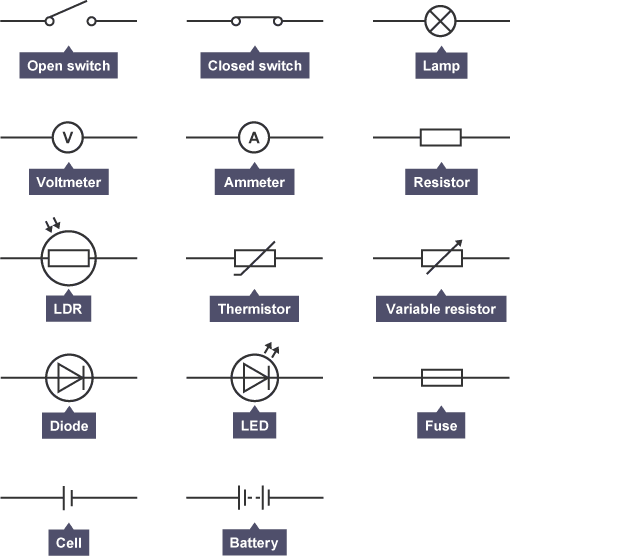 Open switch
Closed switch
Lamp
V
A
Voltmeter
Ammeter
Resistor
LDR
Thermistor
Variable resistor
Diode
LED
Fuse
Cell
Battery